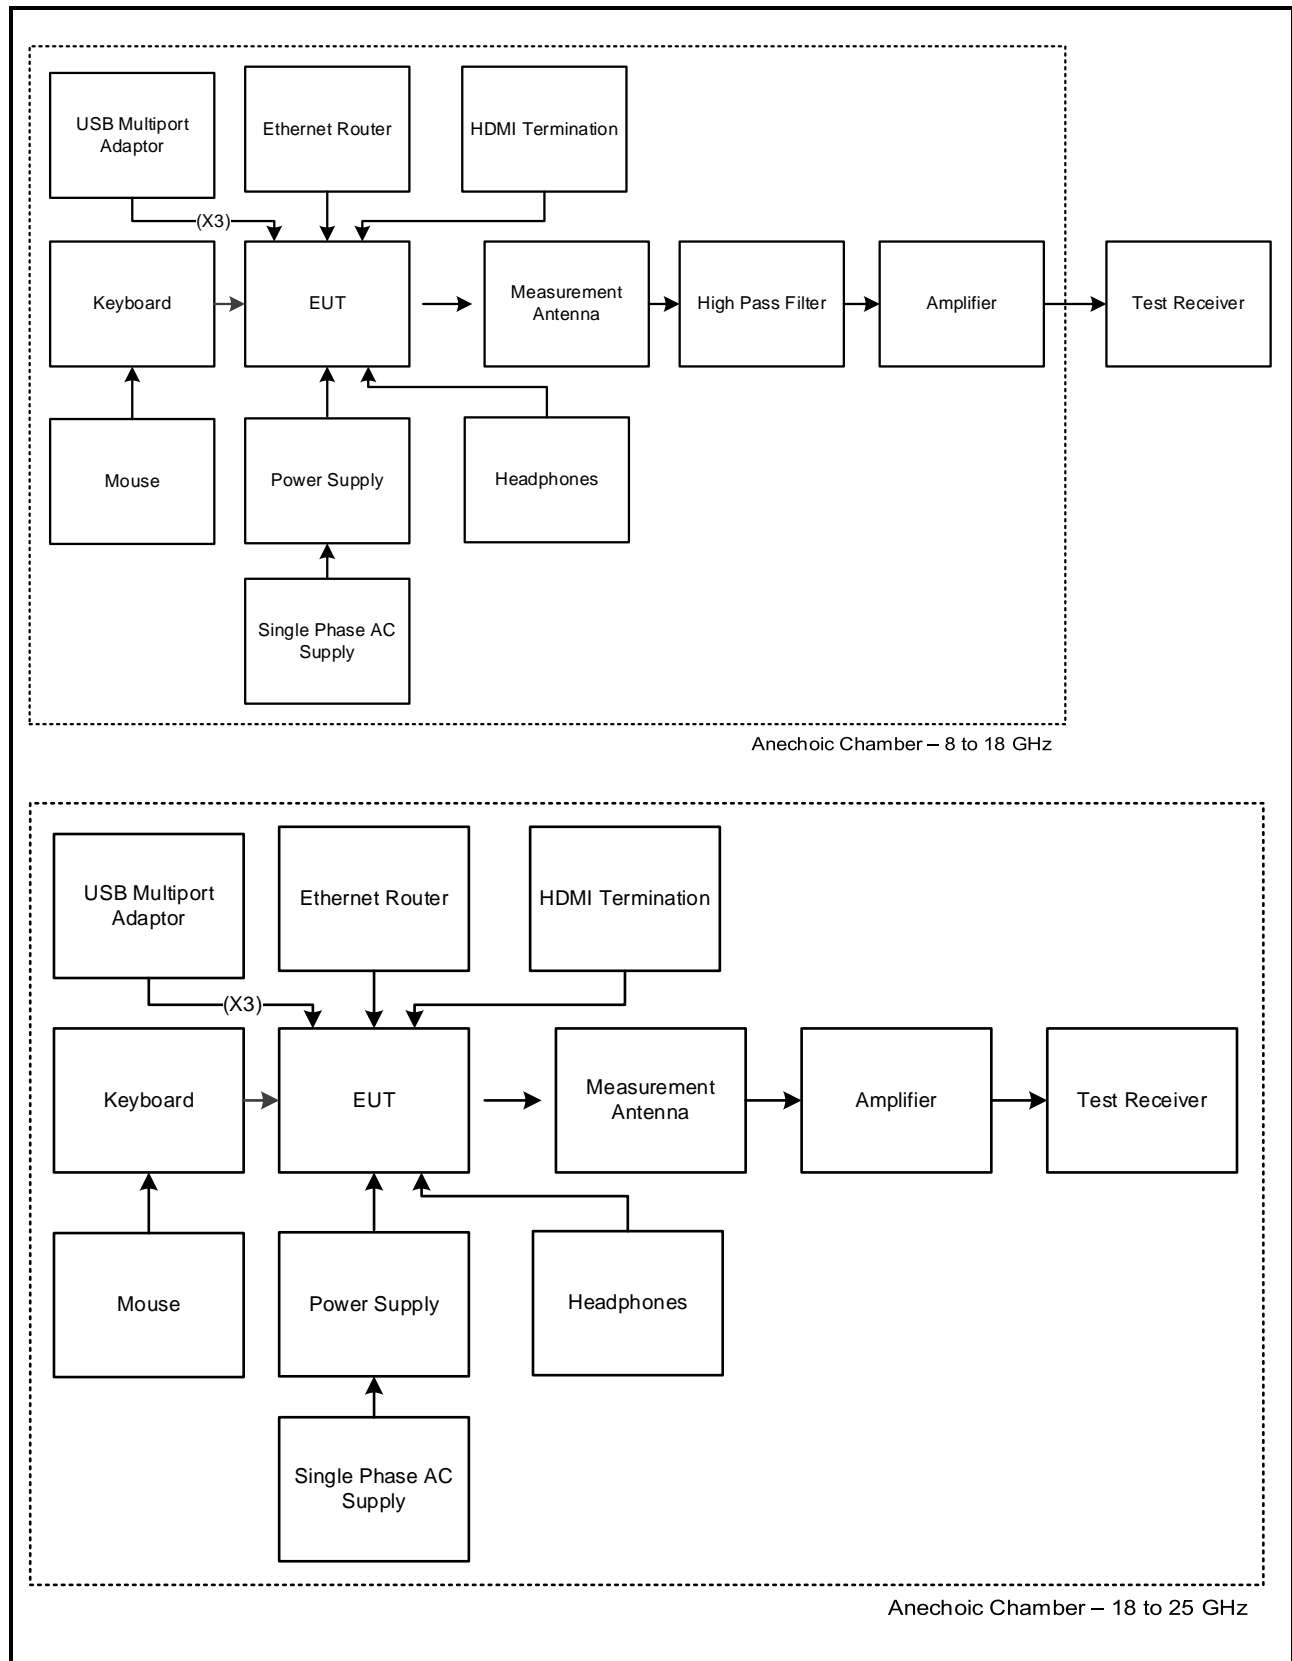 USB Multiport
Adaptor
Ethernet Router
HDMI Termination
(X3)
Keyboard
EUT
Measurement
Antenna
High Pass Filter
Amplifier
Test Receiver
Mouse
Power Supply
Headphones
Single Phase AC
Supply
Anechoic Chamber – 8 to 18 GHz
USB Multiport
Adaptor
Ethernet Router
HDMI Termination
(X3)
Keyboard
EUT
Measurement
Antenna
Amplifier
Test Receiver
Mouse
Power Supply
Headphones
Single Phase AC
Supply
Anechoic Chamber – 18 to 25 GHz